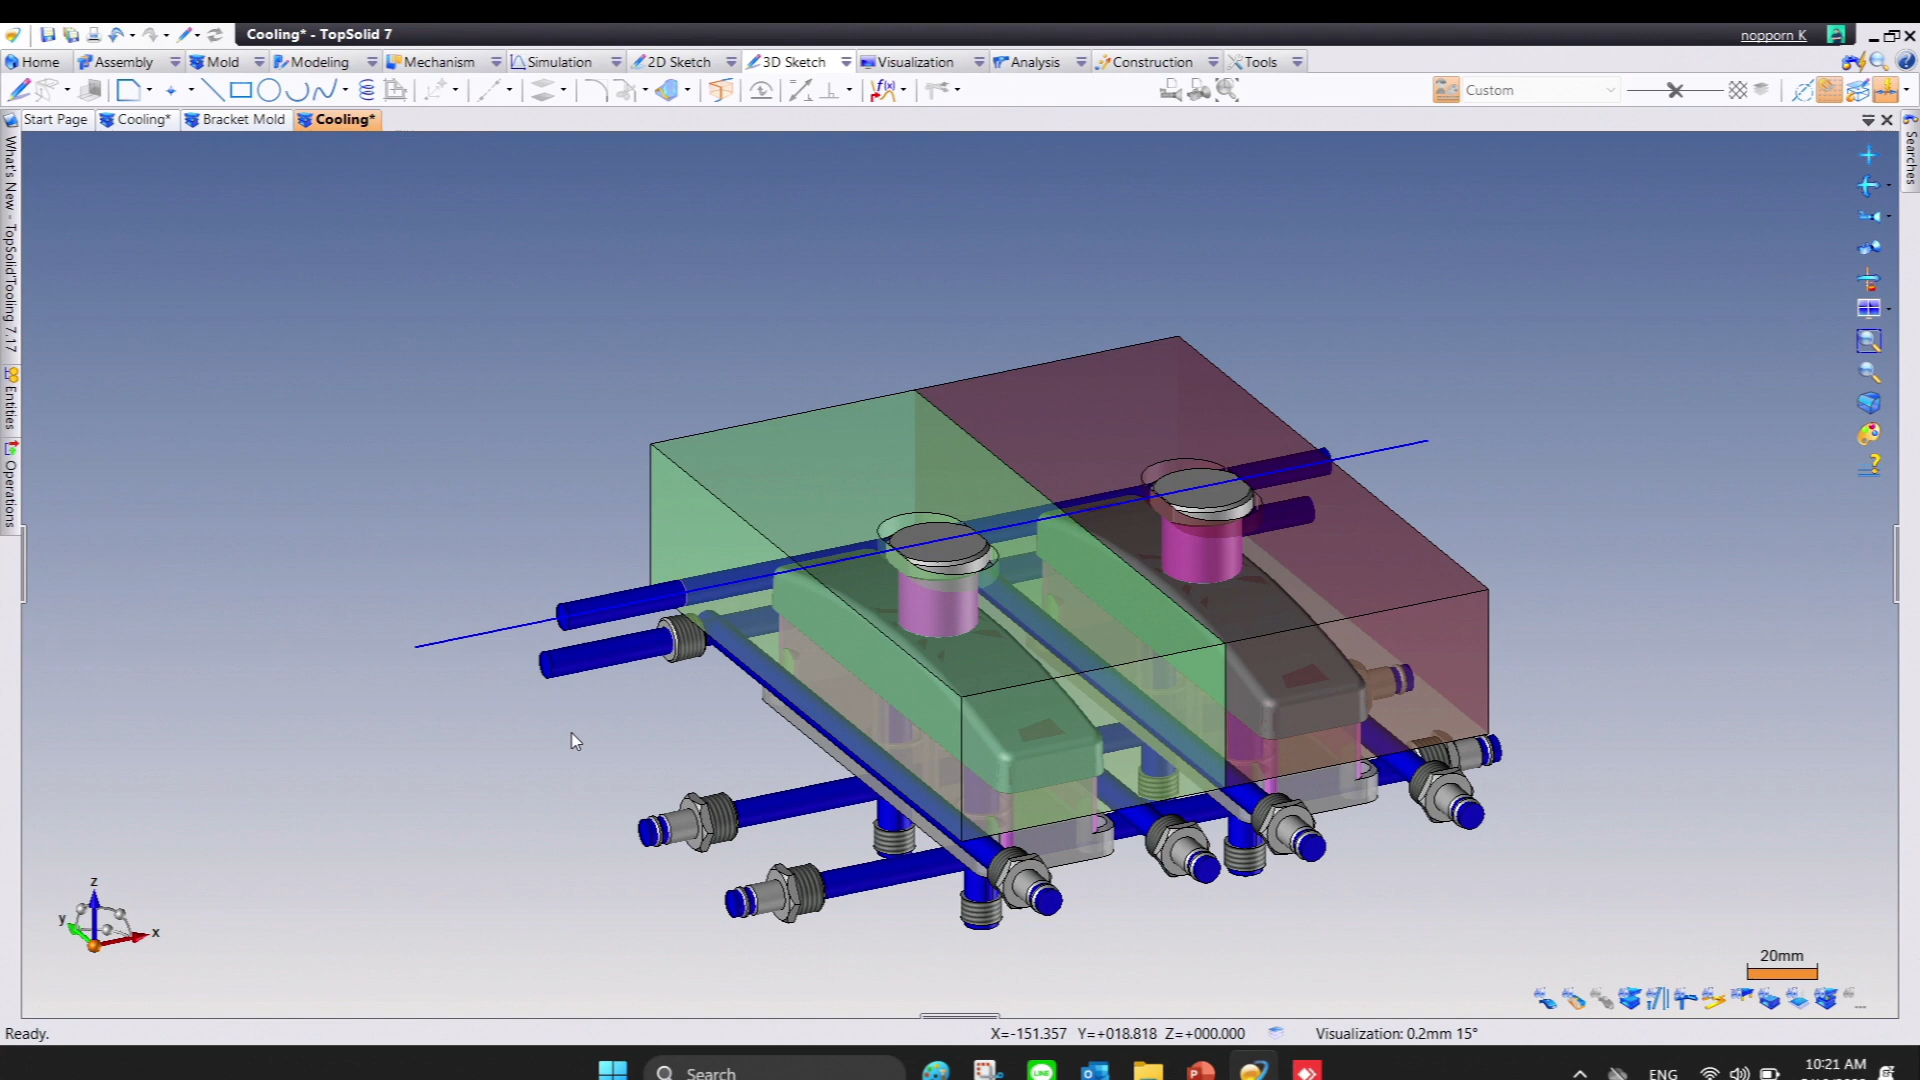 Cooling* - TopSolid 7
nopporn K
Home
Assembly
Mold
Modeling
Mechanism
Simulation
2D Sketch
3D Sketch
Visualization
Analysis
Construction
Tools
Custom
Start Page
Cooling*
Bracket Mold
Cooling*
What's New - TopSolid'Tooling 7.17
Entities
Operations
Searches
z
y
x
20mm
Ready.
X=-151.357 Y=+018.818 Z=+000.000
Visualization: 0.2mm 15°
Search
LINE
ENG
10:21 AM